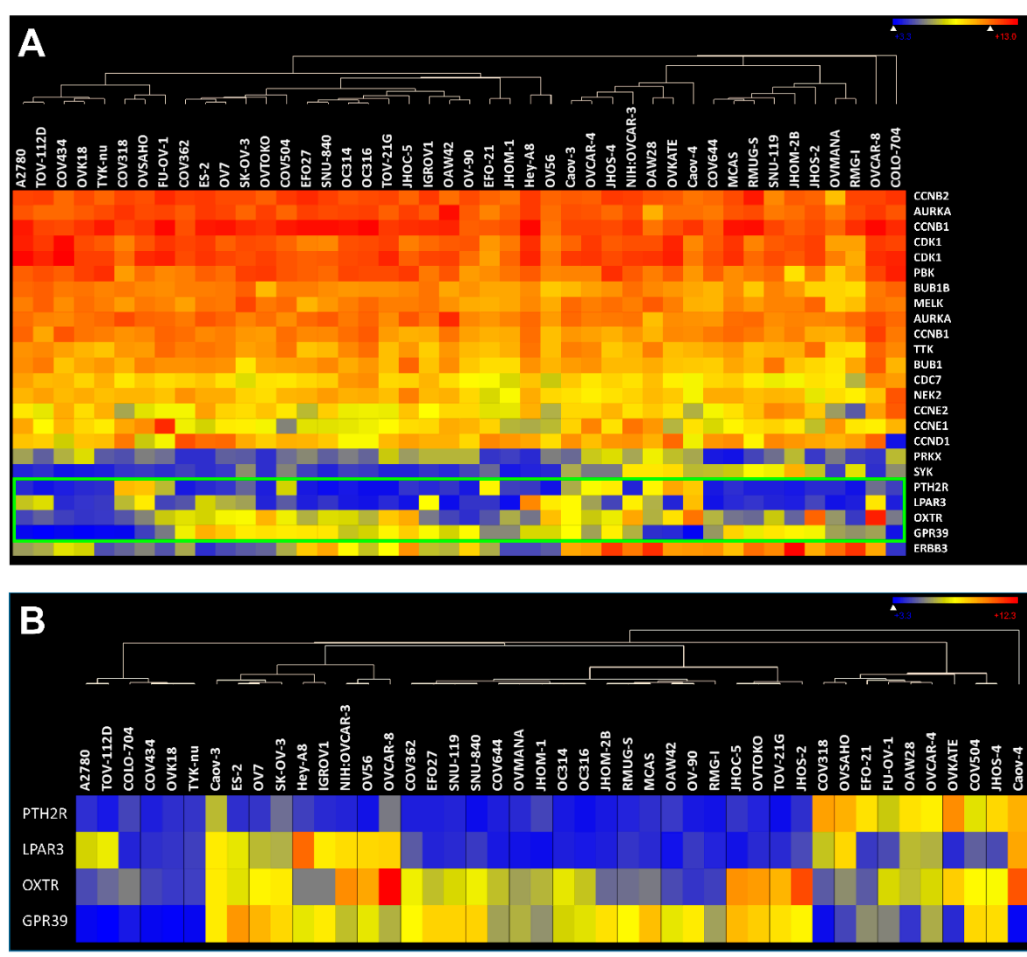 A
+3.3 +13.0
A2780
TOV-112D
COV434
OVK18
TYK-nu
COV318
OVSAHO
FU-OV-1
COV362
ES-2
OV7
SK-OV-3
OVTOKO
COV504
EFO27
SNU-840
OC314
OC316
TOV-21G
JHOC-5
IGROV1
OAW42
OV-90
EFO-21
JHOM-1
Hey-A8
OV56
Caov-3
OVCAR-4
JHOS-4
NIH:OVCAR-3
OAW28
OVKATE
Caov-4
COV644
MCAS
RMUG-S
SNU-119
JHOM-2B
JHOS-2
OVMANA
RMG-I
OVCAR-8
COLO-704
CCNB2
AURKA
CCNB1
CDK1
CDK1
PBK
BUB1B
MELK
AURKA
CCNB1
TTK
BUB1
CDC7
NEK2
CCNE2
CCNE1
CCND1
PRKX
SYK
PTH2R
LPAR3
OXTR
GPR39
ERBB3
B
+3.3 +12.3
A2780
TOV-112D
COLO-704
COV434
OVK18
TYK-nu
Caov-3
ES-2
OV7
SK-OV-3
Hey-A8
IGROV1
NIH:OVCAR-3
OV56
OVCAR-8
COV362
EFO27
SNU-119
SNU-840
COV644
OVMANA
JHOM-1
OC314
OC316
JHOM-2B
RMUG-S
MCAS
OAW42
OV-90
RMG-I
JHOC-5
OVTOKO
TOV-21G
JHOS-2
COV318
OVSAHO
EFO-21
FU-OV-1
OAW28
OVCAR-4
OVKATE
COV504
JHOS-4
Caov-4
PTH2R
LPAR3
OXTR
GPR39